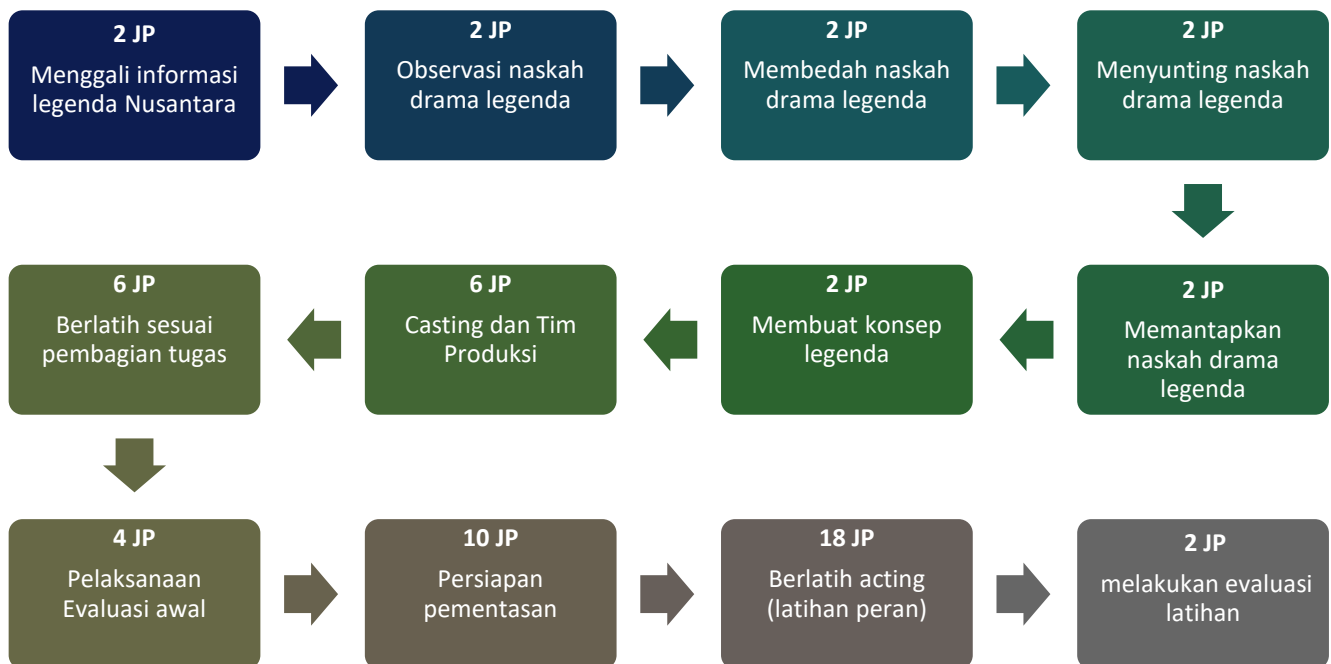 2 JP
Menggali informasi
legenda Nusantara
2 JP
Observasi naskah
drama legenda
2 JP
Membedah naskah
drama legenda
2 JP
Menyunting naskah
drama legenda
2 JP
Memantapkan
naskah drama
legenda
2 JP
Membuat konsep
legenda
6 JP
Casting dan Tim
Produksi
6 JP
Berlatih sesuai
pembagian tugas
4 JP
Pelaksanaan
Evaluasi awal
10 JP
Persiapan
pementasan
18 JP
Berlatih acting
(latihan peran)
2 JP
melakukan evaluasi
latihan